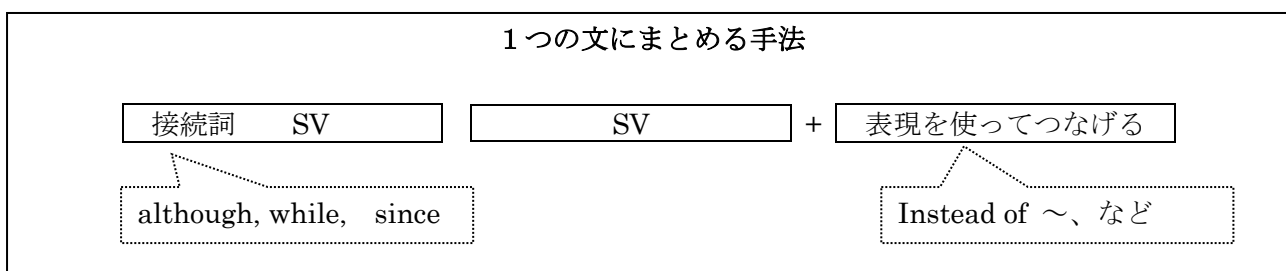 １つの文にまとめる手法
接続詞　　SV　　SV　+　表現を使ってつなげる
although, while,　since　　Instead of ～、など